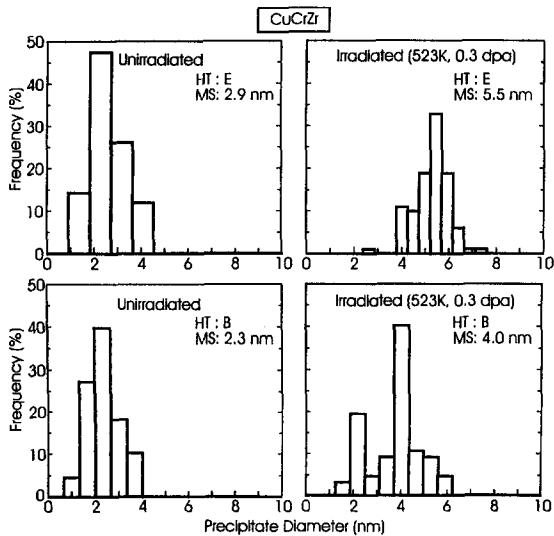 CuCrZr
50
40
30
20
10
0
Frequency (%)
Unirradiated
HT : E
MS: 2.9 nm
0 2 4 6 8 10
Irradiated (523K, 0.3 dpa)
HT : E
MS: 5.5 nm
0 2 4 6 8 10
50
40
30
20
10
0
Frequency (%)
Unirradiated
HT : B
MS: 2.3 nm
0 2 4 6 8 10
Irradiated (523K, 0.3 dpa)
HT : B
MS: 4.0 nm
0 2 4 6 8 10
Precipitate Diameter (nm)